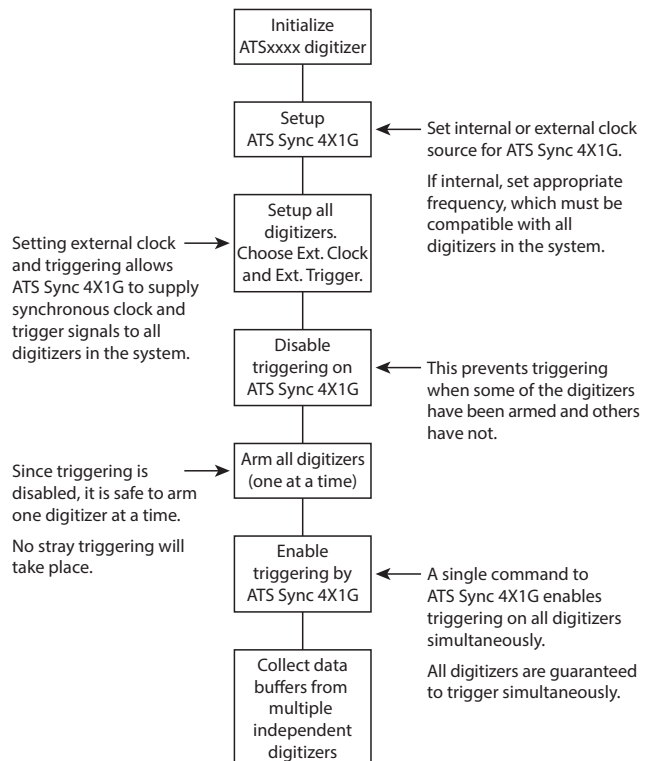 Initialize
ATSxxxx digitizer
Setup
ATS Sync 4X1G
Set internal or external clock
source for ATS Sync 4X1G.
If internal, set appropriate
frequency, which must be
compatible with all
digitizers in the system.
Setup all
digitizers.
Choose Ext. Clock
and Ext. Trigger.
Setting external clock
and triggering allows
ATS Sync 4X1G to supply
synchronous clock and
trigger signals to all
digitizers in the system.
Disable
triggering on
ATS Sync 4X1G
This prevents triggering
when some of the digitizers
have been armed and others
have not.
Arm all digitizers
(one at a time)
Since triggering is
disabled, it is safe to arm
one digitizer at a time.
No stray triggering will
take place.
Enable
triggering by
ATS Sync 4X1G
A single command to
ATS Sync 4X1G enables
triggering on all digitizers
simultaneously.
All digitizers are guaranteed
to trigger simultaneously.
Collect data
buffers from
multiple
independent
digitizers